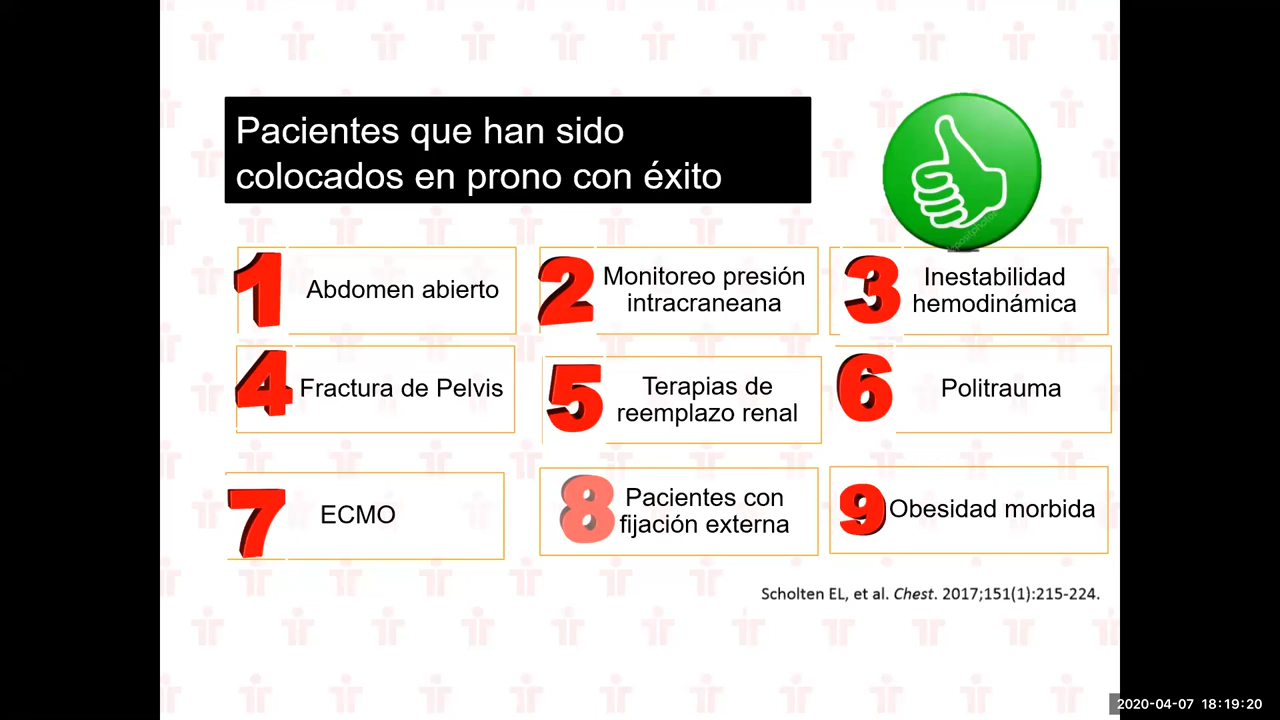 Pacientes que han sido
colocados en prono con éxito
1
Abdomen abierto
2
Monitoreo presión
intracraneana
3
Inestabilidad
hemodinámica
4
Fractura de Pelvis
5
Terapias de
reemplazo renal
6
Politrauma
7
ECMO
8
Pacientes con
fijación externa
9
Obesidad morbida
Scholten EL, et al. Chest. 2017;151(1):215-224.
2020-04-07 18:19:20